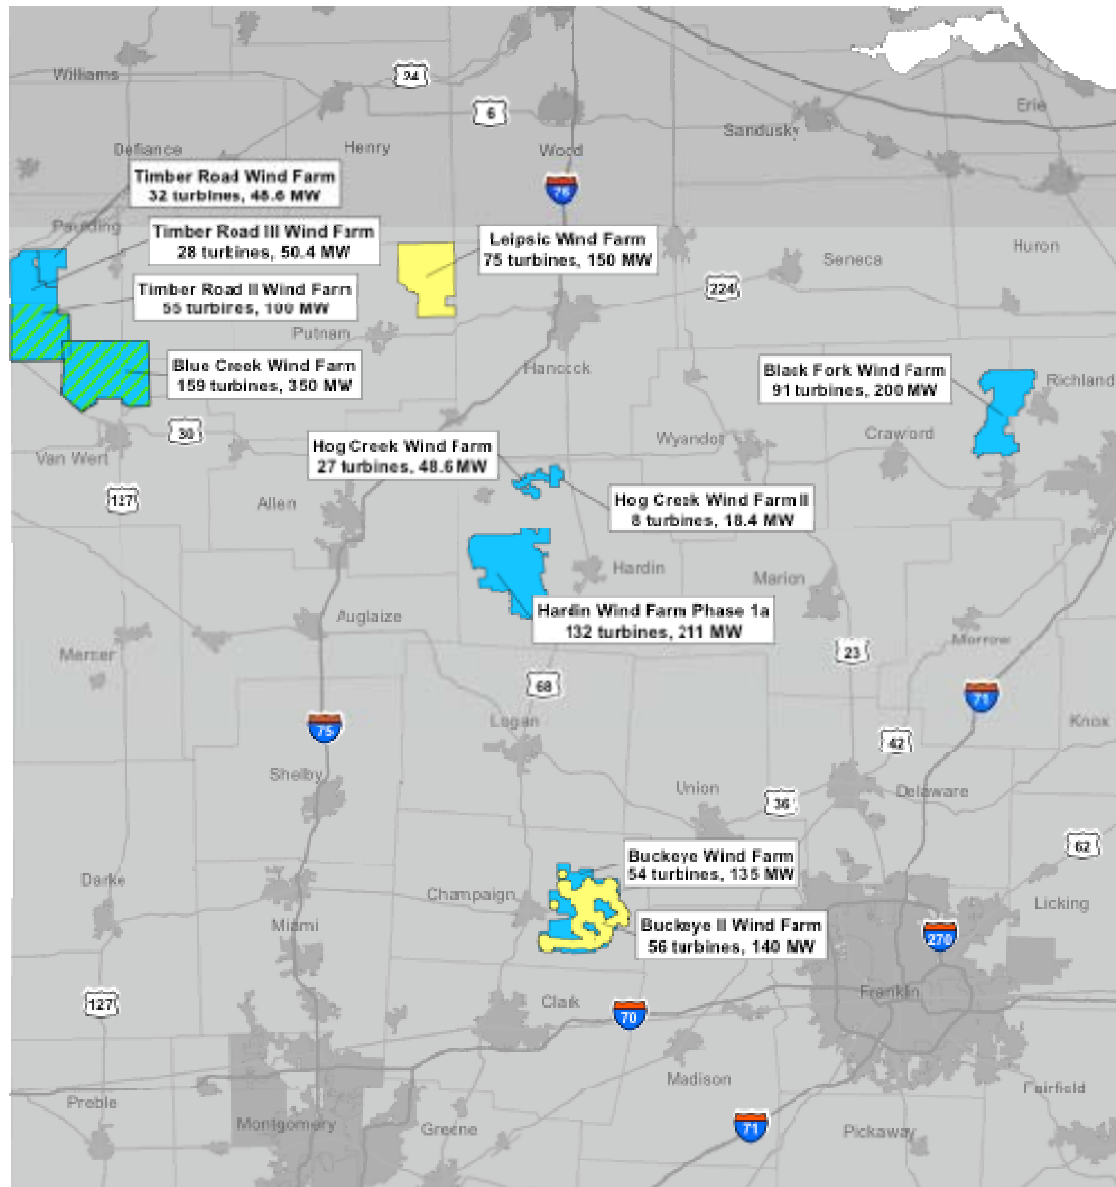 Williams
24
6
Erie
Sandusky
Defiance
Henry
Wood
Timber Road Wind Farm
32 turbines, 48.6 MW
75
Paulding
Timber Road III Wind Farm
28 turbines, 50.4 MW
Leipsic Wind Farm
75 turbines, 150 MW
Huron
Seneca
224
Timber Road II Wind Farm
55 turbines, 100 MW
Putnam
Blue Creek Wind Farm
159 turbines, 350 MW
Hancock
Black Fork Wind Farm
91 turbines, 200 MW
Richland
30
Crawford
Wyandot
Hog Creek Wind Farm
27 turbines, 48.6 MW
Van Wert
127
Allen
Hog Creek Wind Farm II
8 turbines, 18.4 MW
Hardin
Marion
Hardin Wind Farm Phase 1a
132 turbines, 211 MW
Auglaize
Morrow
Mercer
23
68
71
Logan
Knox
75
42
Shelby
Union
36
Delaware
62
Buckeye Wind Farm
54 turbines, 135 MW
Darke
Champaign
Licking
Miami
Buckeye II Wind Farm
56 turbines, 140 MW
270
Franklin
127
Clark
70
Madison
Fairfield
Preble
Montgomery
Greene
71
Pickaway